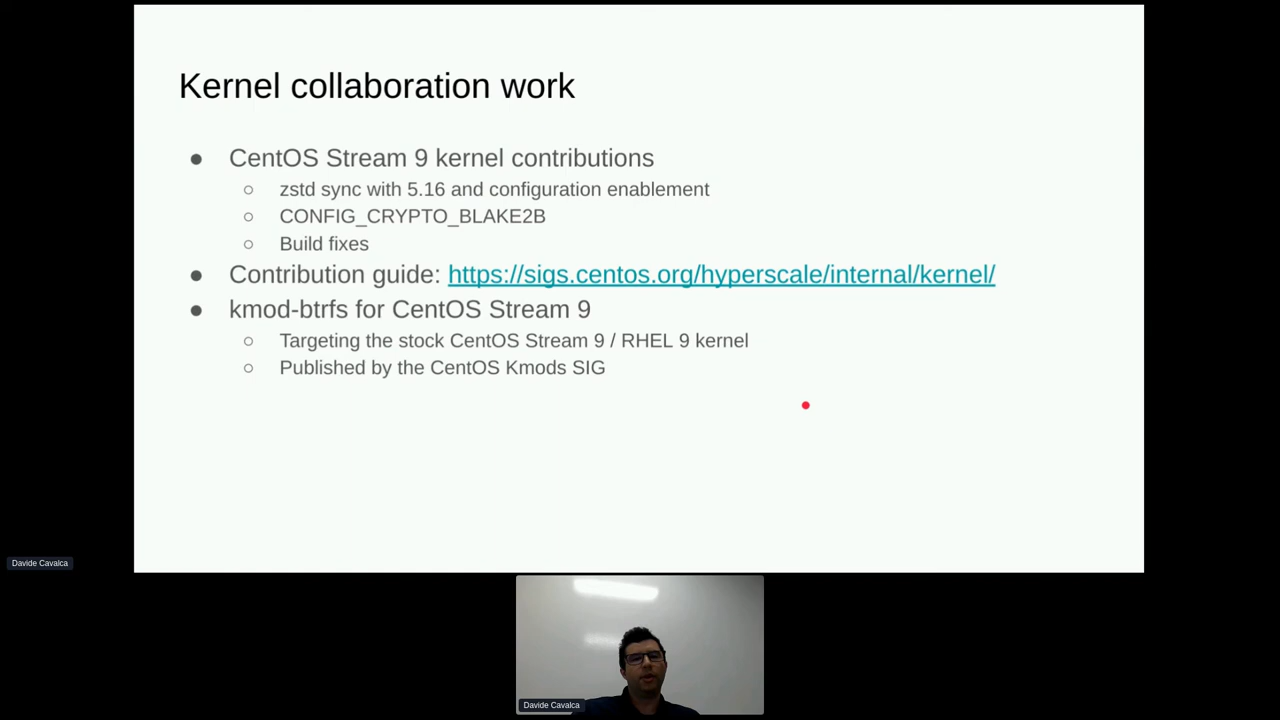 Kernel collaboration work
● CentOS Stream 9 kernel contributions
○ zstd sync with 5.16 and configuration enablement
○ CONFIG_CRYPTO_BLAKE2B
○ Build fixes
● Contribution guide: https://sigs.centos.org/hyperscale/internal/kernel/
● kmod-btrfs for CentOS Stream 9
○ Targeting the stock CentOS Stream 9 / RHEL 9 kernel
○ Published by the CentOS Kmods SIG
Davide Cavalca
Davide Cavalca